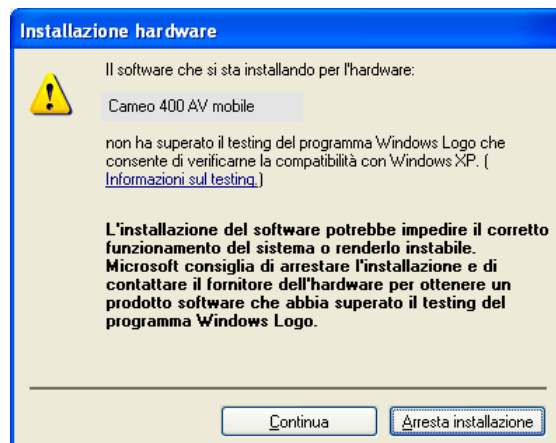 Installazione hardware
Il software che si sta installando per l'hardware:
Cameo 400 AV mobile
non ha superato il testing del programma Windows Logo che
consente di verificarne la compatibilità con Windows XP. (
Informazioni sul testing.)
L'installazione del software potrebbe impedire il corretto
funzionamento del sistema o renderlo instabile.
Microsoft consiglia di arrestare l'installazione e di
contattare il fornitore dell'hardware per ottenere un
prodotto software che abbia superato il testing del
programma Windows Logo.
Continua
Arresta installazione